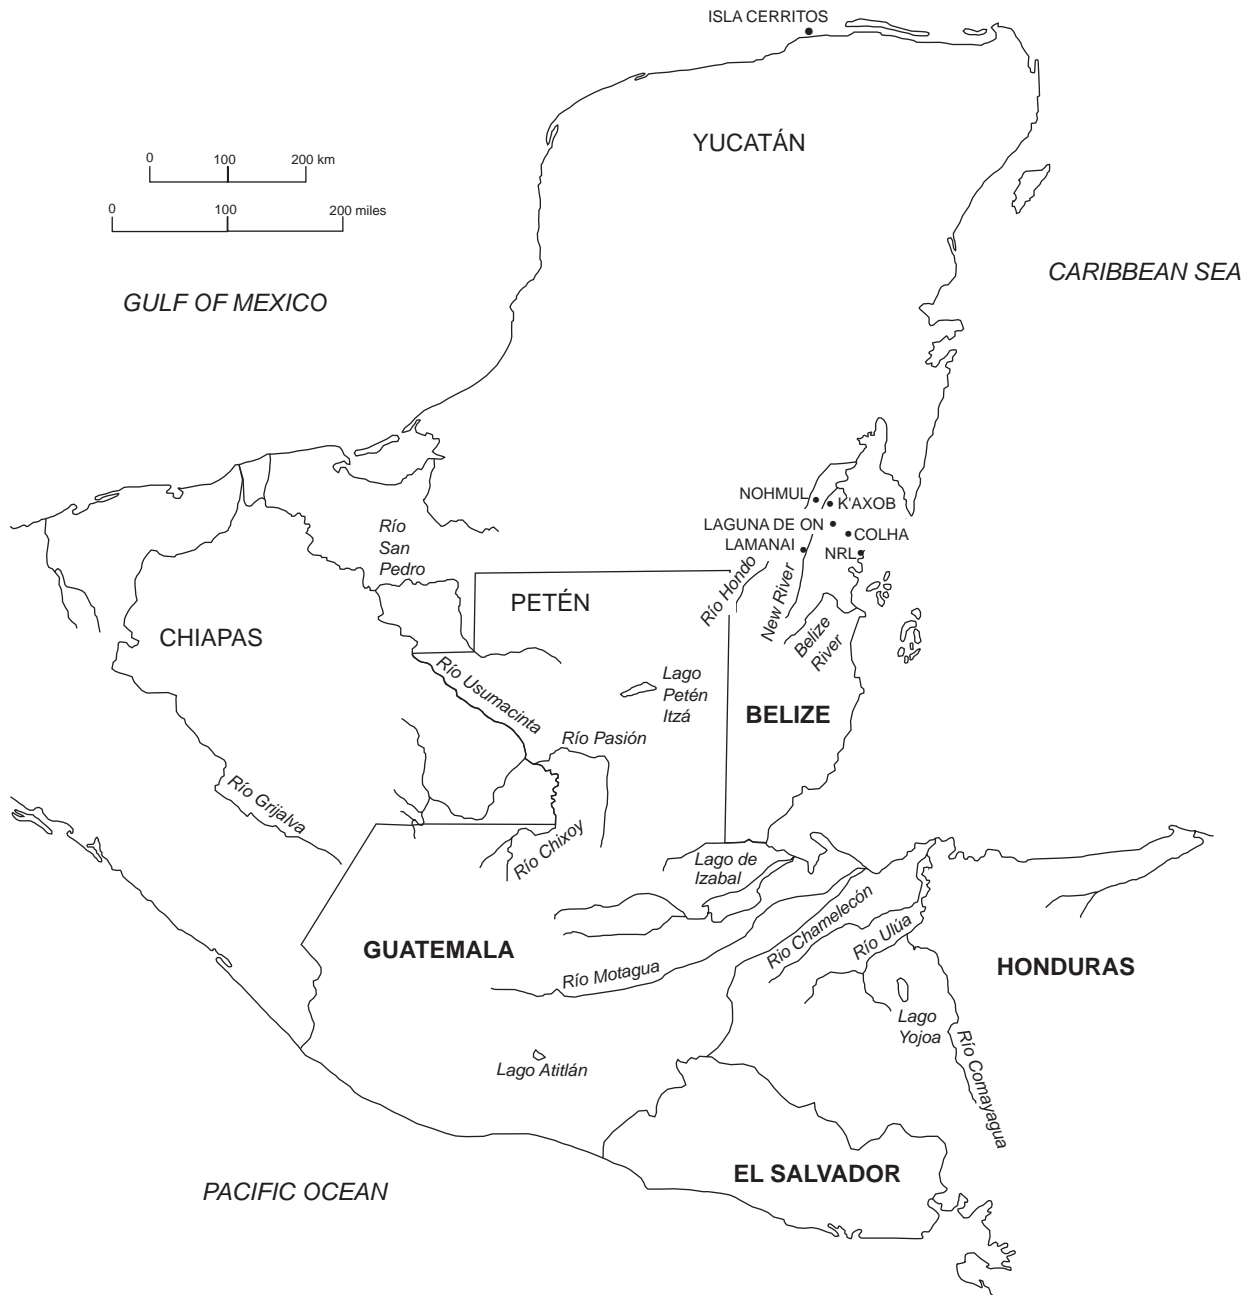 ISLA CERRITOS
YUCATÁN
0 100 200 km
0 100 200 miles
CARIBBEAN SEA
GULF OF MEXICO
NOHMUL
K'AXOB
LAGUNA DE ON
COLHA
LAMANAI
NRL
Río
San
Pedro
Río Hondo
New River
Belize
River
PETÉN
CHIAPAS
Río Usumacinta
Lago
Petén
Itzá
BELIZE
Río Pasión
Río Grijalva
Río Chixoy
Lago de
Izabal
Rio Chamelecón
Río Ulúa
GUATEMALA
Río Motagua
HONDURAS
Lago
Yojoa
Río Comayagua
Lago Atitlán
EL SALVADOR
PACIFIC OCEAN